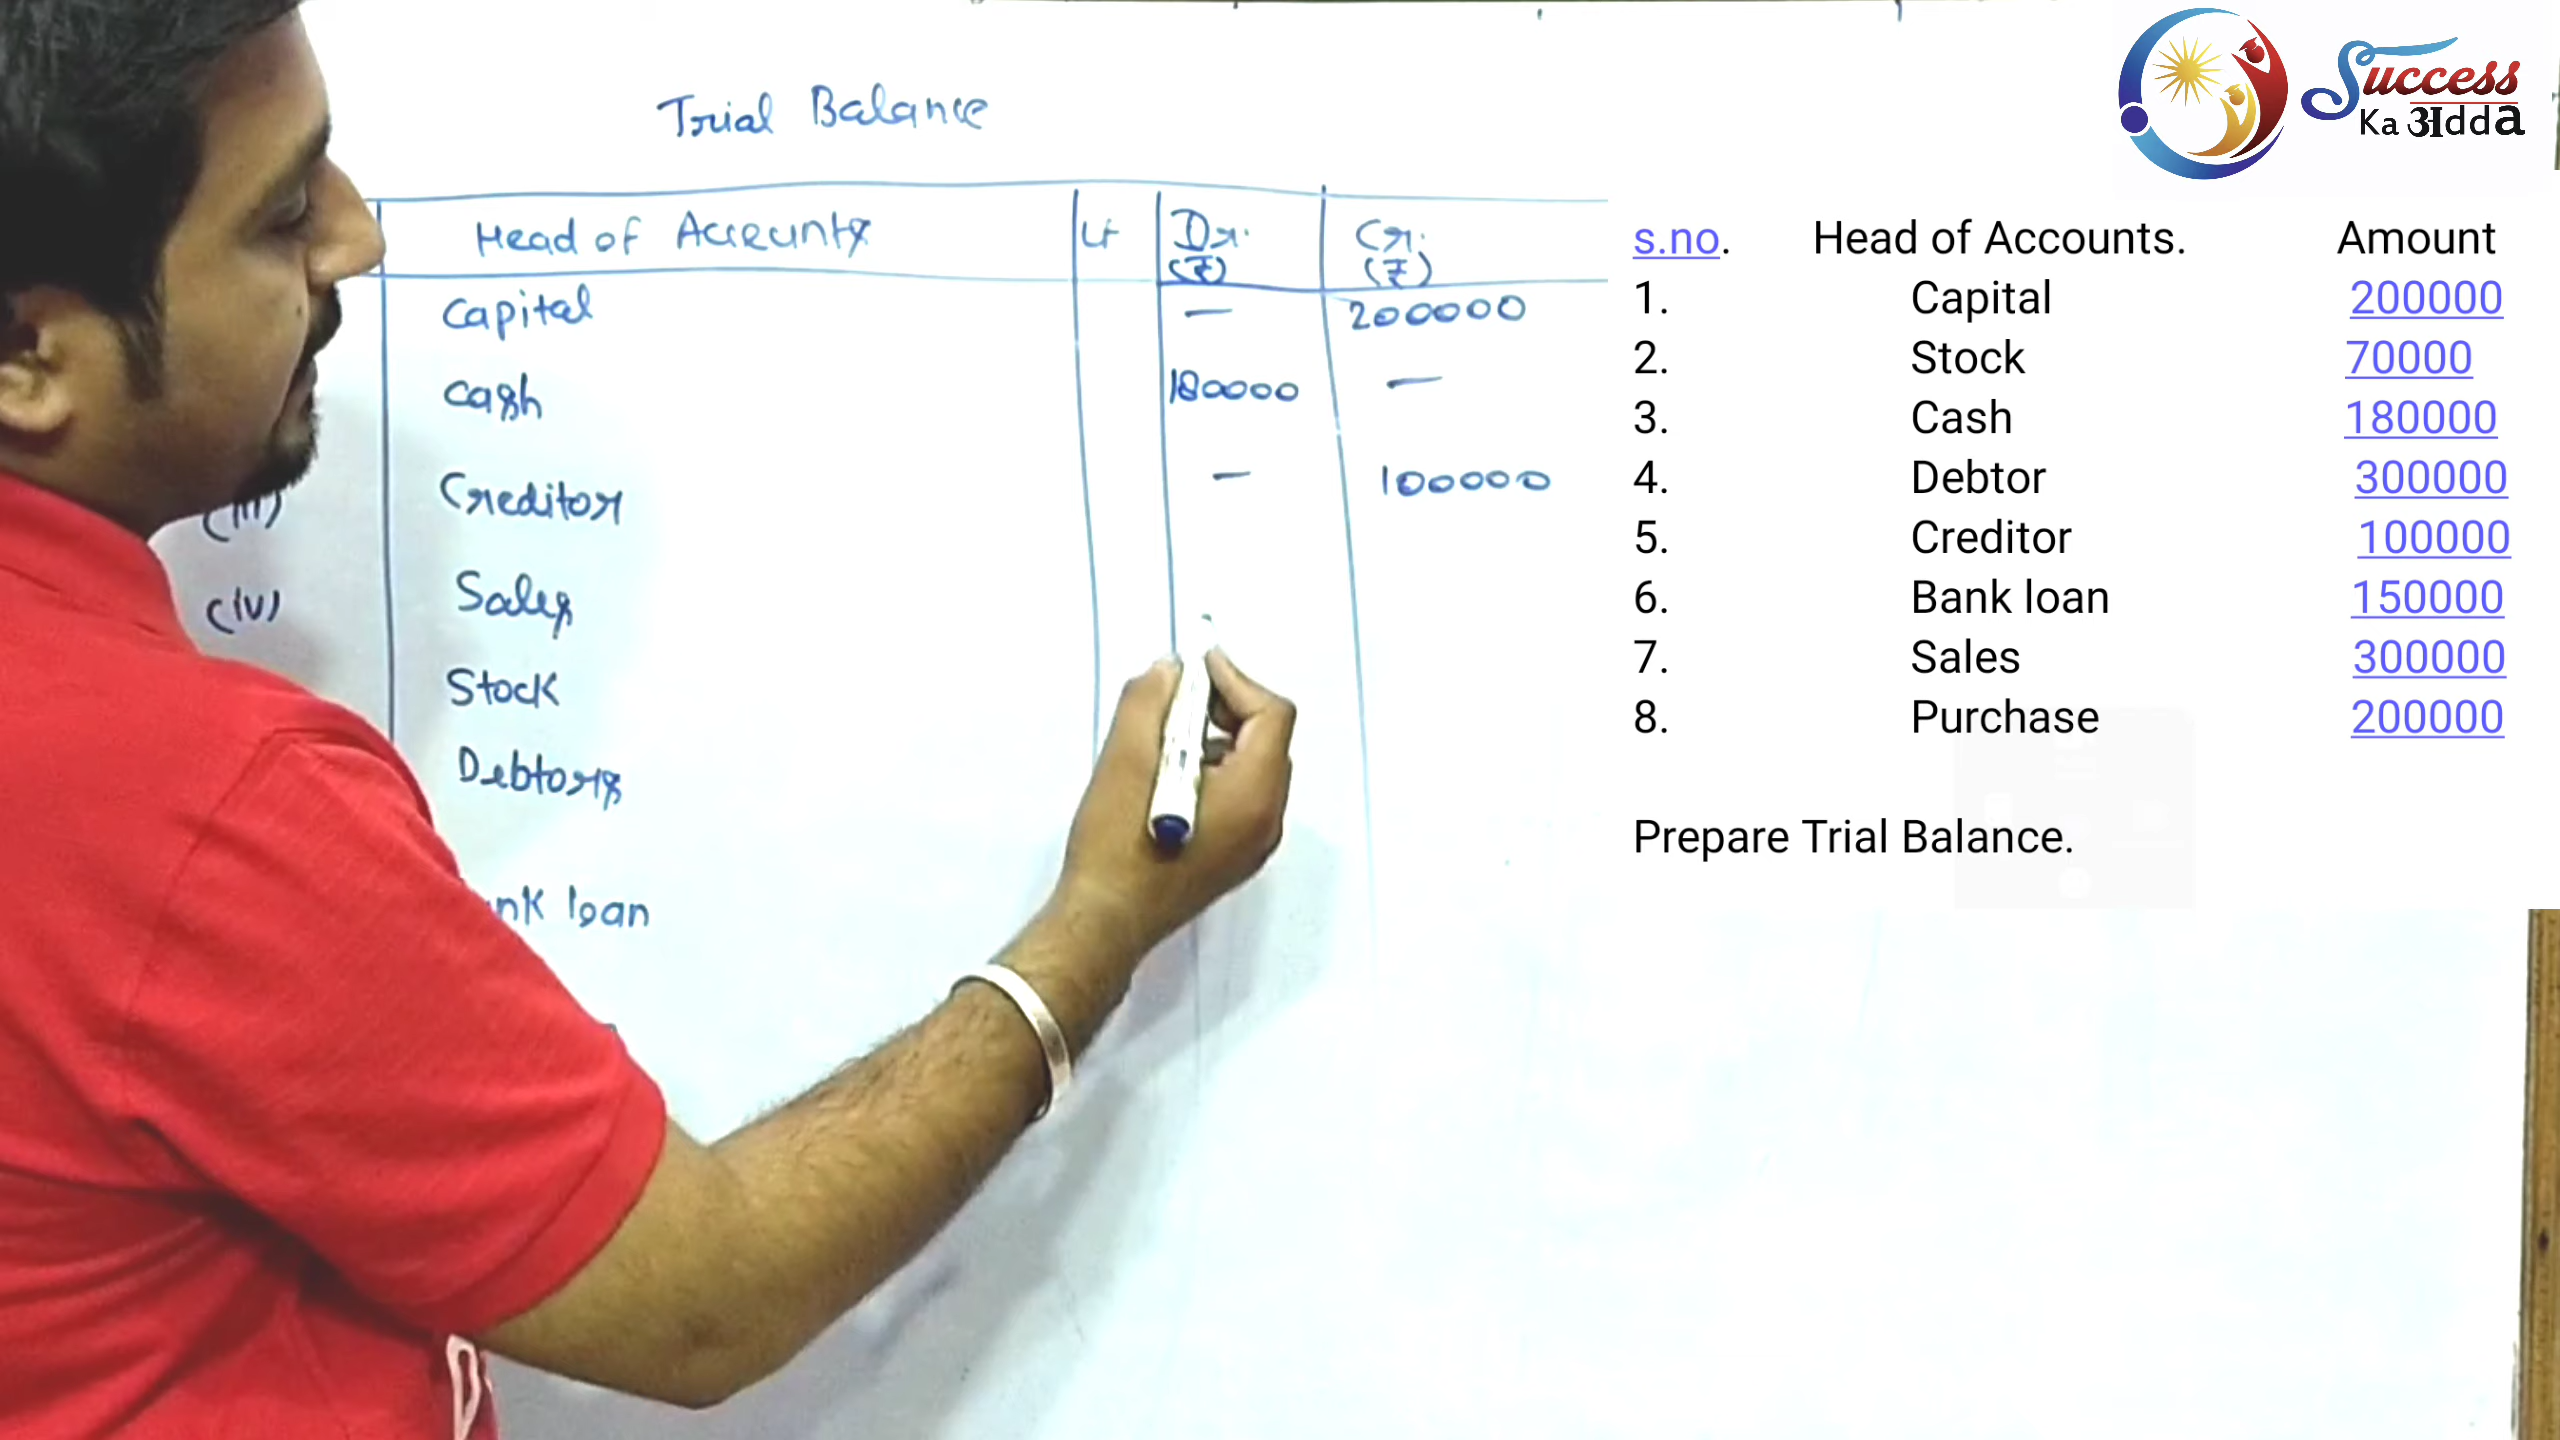 Success
Ka अdda
Trial Balance
Head of Accounts Lf Dr. (₹) Cr. (₹)
Capital — 200000
Cash 180000 —
(iii) Creditor — 100000
(iv) Sales
Stock
Debtors
nk loan
s.no. Head of Accounts. Amount
1. Capital 200000
2. Stock 70000
3. Cash 180000
4. Debtor 300000
5. Creditor 100000
6. Bank loan 150000
7. Sales 300000
8. Purchase 200000
Prepare Trial Balance.